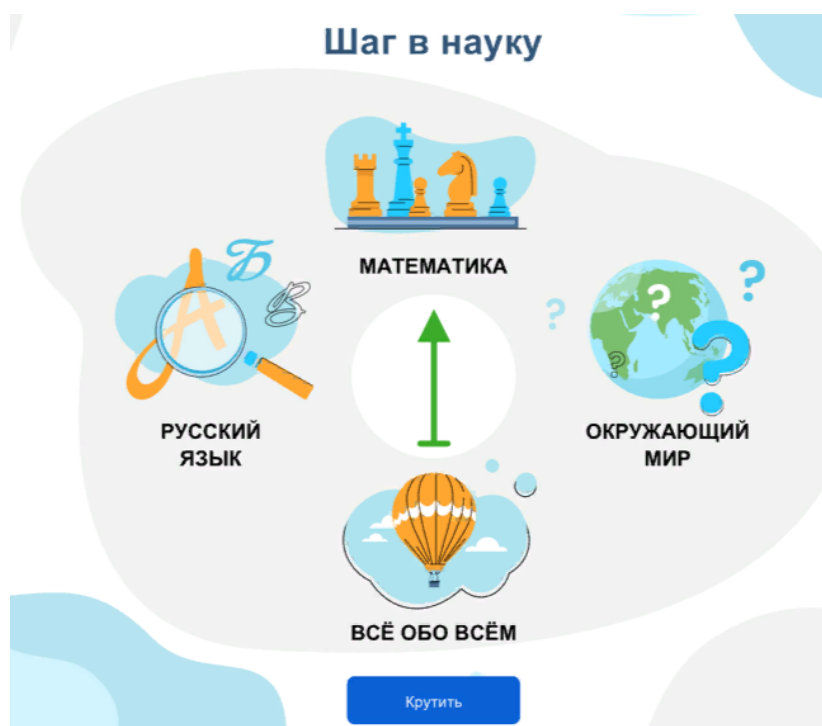 Шаг в науку
МАТЕМАТИКА
РУССКИЙ
ЯЗЫК
ОКРУЖАЮЩИЙ
МИР
ВСЁ ОБО ВСЁМ
Крутить